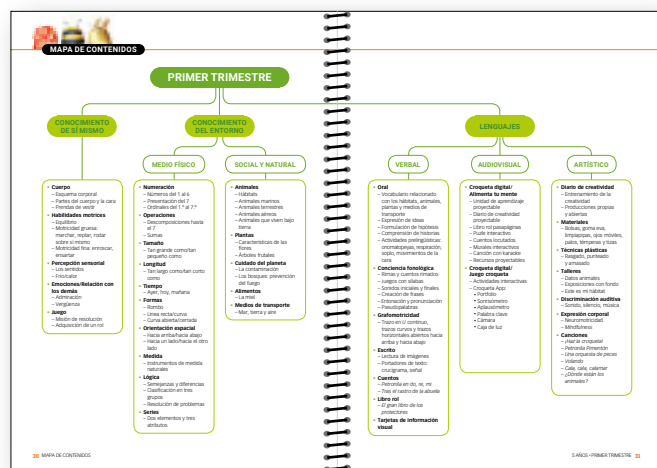 MAPA DE CONTENIDOS
PRIMER TRIMESTRE
CONOCIMIENTO
DE SÍ MISMO
CONOCIMIENTO
DEL ENTORNO
LENGUAJES
MEDIO FÍSICO
SOCIAL Y NATURAL
VERBAL
AUDIOVISUAL
ARTÍSTICO
• Cuerpo
– Esquema corporal
– Partes del cuerpo y la cara
– Prendas de vestir
• Habilidades motrices
– Equilibrio
– Motricidad gruesa:
marchar, reptar, rodar
sobre sí mismo
– Motricidad fina: enroscar,
ensartar
• Percepción sensorial
– Los sentidos
– Frío/calor
• Emociones/Relación con
los demás
– Admiración
– Vergüenza
• Juego
– Misión de resolución
– Adquisición de un rol
• Numeración
– Números del 1 al 6
– Presentación del 7
– Ordinales del 1.º al 7.º
• Operaciones
– Descomposiciones hasta
el 7
– Sumas
• Tamaño
– Tan grande como/tan
pequeño como
• Longitud
– Tan largo como/tan corto
como
• Tiempo
– Ayer, hoy, mañana
• Formas
– Rombo
– Línea recta/curva
– Curva abierta/cerrada
• Orientación espacial
– Hacia arriba/hacia abajo
– Hacia un lado/hacia el otro
lado
• Medida
– Instrumentos de medida
naturales
• Lógica
– Semejanzas y diferencias
– Clasificación en tres
grupos
– Resolución de problemas
• Series
– Dos elementos y tres
atributos
• Animales
– Hábitats
– Animales marinos
– Animales terrestres
– Animales aéreos
– Animales que viven bajo
tierra
• Plantas
– Características de las
flores
– Árboles frutales
• Cuidado del planeta
– La contaminación
– Los bosques: prevención
del fuego
• Alimentos
– La miel
• Medios de transporte
– Mar, tierra y aire
• Oral
– Vocabulario relacionado
con los hábitats, animales,
plantas y medios de
transporte
– Expresión de ideas
– Formulación de hipótesis
– Comprensión de historias
– Actividades prelingüísticas:
onomatopeyas, respiración,
soplo, movimientos de la
cara
• Conciencia fonológica
– Rimas y cuentos rimados
– Juegos con sílabas
– Sonidos iniciales y finales
– Creación de frases
– Entonación y pronunciación
– Pseudopalabras
• Grafomotricidad
– Trazo en U continuo,
trazos curvos y trazos
horizontales abiertos hacia
arriba y hacia abajo
• Escrito
– Lectura de imágenes
– Portadores de texto:
crucigrama, señal
• Cuentos
– Petronila en do, re, mi
– Tras el rastro de la abuela
• Libro rol
– El gran libro de los
protectores
• Tarjetas de información
visual
• Croqueta digital/
Alimenta tu mente
– Unidad de aprendizaje
proyectable
– Diario de creatividad
proyectable
– Libro rol pasapáginas
– Pude interactivo
– Cuentos locutados
– Murales interactivos
– Canción con karaoke
– Recursos proyectables
• Croqueta digital/
Juego croqueta
– Actividades interactivas
– Croqueta App
• Portfolio
• Sonrisómetro
• Aplausómetro
• Palabra clave
• Cámara
• Caja de luz
• Diario de creatividad
– Entrenamiento de la
creatividad
– Producciones propias
y abiertas
• Materiales
– Bolsas, goma eva,
limpiapipas, ojos móviles,
palos, témperas y tizas
• Técnicas plásticas
– Rasgado, punteado
y amasado
• Talleres
– Datos animales
– Exposiciones con fondo
– Este es mi hábitat
• Discriminación auditiva
– Sonido, silencio, música
• Expresión corporal
– Neuromotricidad
– Mindfulness
• Canciones
– ¡Haz la croqueta!
– Petronila Pimentón
– Una orquesta de peces
– Volando
– Cala, cala, calamar
– ¿Dónde están los
animales?
30 MAPA DE CONTENIDOS
5 AÑOS • PRIMER TRIMESTRE 31